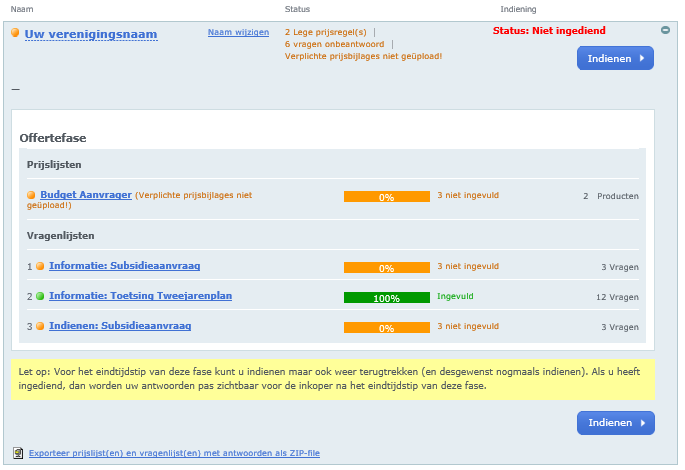 Naam Status Indiening
Uw verenigingsnaam Naam wijzigen 2 Lege prijsregel(s) | Status: Niet ingediend
6 vragen onbeantwoord |
Verplichte prijsbijlages niet geüpload! Indienen
—
Offertefase
Prijslijsten
Budget Aanvrager (Verplichte prijsbijlages niet geüpload!) 0% 3 niet ingevuld 2 Producten
Vragenlijsten
1 Informatie: Subsidieaanvraag 0% 3 niet ingevuld 3 Vragen
2 Informatie: Toetsing Tweejarenplan 100% Ingevuld 12 Vragen
3 Indienen: Subsidieaanvraag 0% 3 niet ingevuld 3 Vragen
Let op: Voor het eindtijdstip van deze fase kunt u indienen maar ook weer terugtrekken (en desgewenst nogmaals indienen). Als u heeft
ingediend, dan worden uw antwoorden pas zichtbaar voor de inkoper na het eindtijdstip van deze fase.
Indienen
Exporteer prijslijst(en) en vragenlijst(en) met antwoorden als ZIP-file